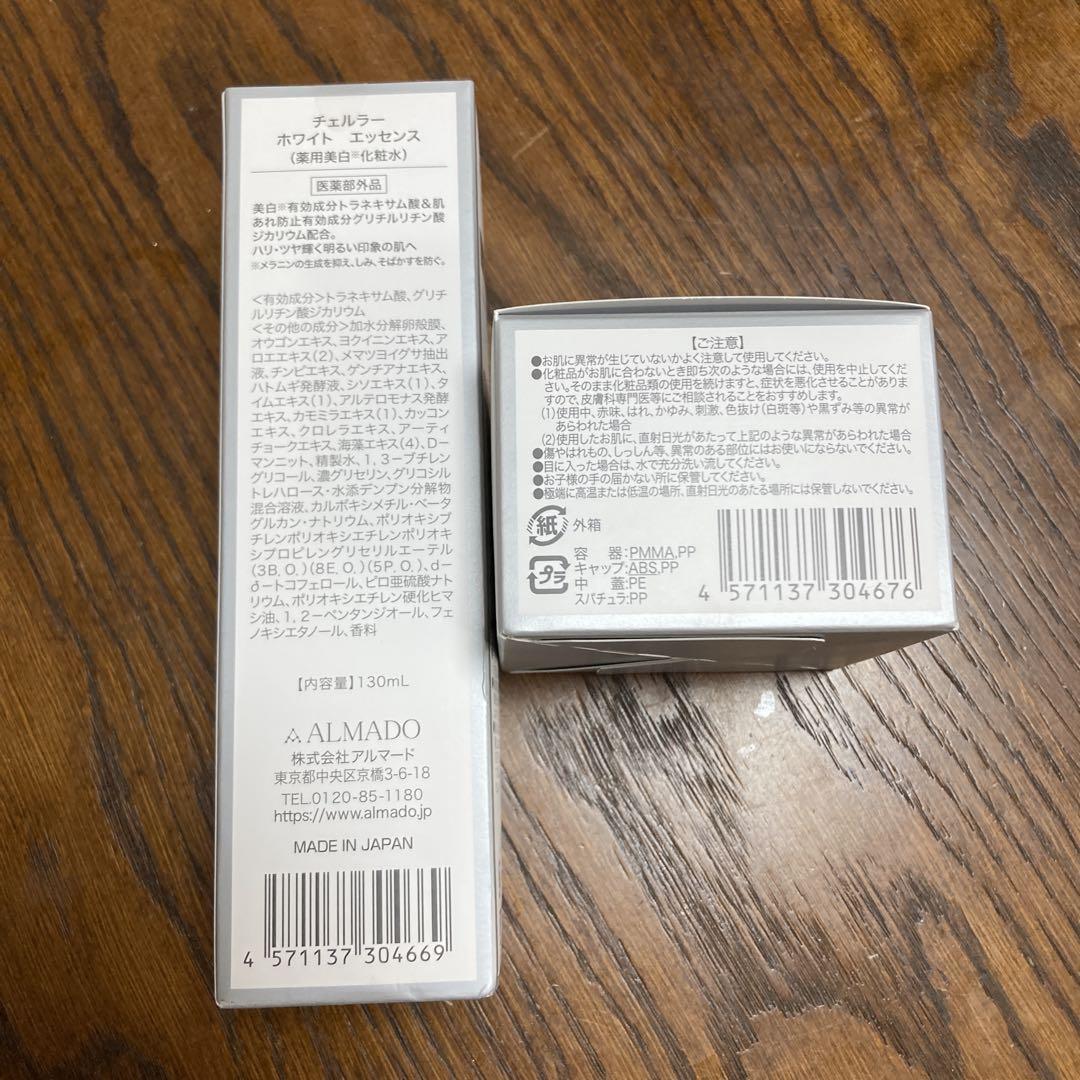 チェルラー
ホワイト エッセンス
(薬用美白※化粧水)
医薬部外品
美白※有効成分トラネキサム酸&肌
あれ防止有効成分グリチルリチン酸
ジカリウム配合。
ハリ・ツヤ輝く明るい印象の肌へ
※メラニンの生成を抑え、しみ、そばかすを防ぐ。
<有効成分>トラネキサム酸、グリチ
ルリチン酸ジカリウム
<その他の成分>加水分解卵殻膜、
オウゴンエキス、ヨクイニンエキス、ア
ロエエキス(2)、メマツヨイグサ抽出
液、チンピエキス、ゲンチアナエキス、
ハトムギ発酵液、シソエキス(1)、タ
イムエキス(1)、アルテロモナス発酵
エキス、カモミラエキス(1)、カッコン
エキス、クロレラエキス、アーティ
チョークエキス、海藻エキス(4)、D-
マンニット、精製水、1,3-ブチレン
グリコール、濃グリセリン、グリコシル
トレハロース・水添デンプン分解物
混合溶液、カルボキシメチル-ベータ
グルカン・ナトリウム、ポリオキシブ
チレンポリオキシエチレンポリオキ
シプロピレングリセリルエーテル
(3B.O.)(8E.O.)(5P.O.)、d-
δ-トコフェロール、ピロ亜硫酸ナト
リウム、ポリオキシエチレン硬化ヒマ
シ油、1,2-ペンタンジオール、フェ
ノキシエタノール、香料
【内容量】130mL
ALMADO
株式会社アルマード
東京都中央区京橋3-6-18
TEL.0120-85-1180
https://www.almado.jp
MADE IN JAPAN
4 571137 304669
【ご注意】
●お肌に異常が生じていないかよく注意して使用してください。
●化粧品がお肌に合わないとき即ち次のような場合には、使用を中止してくだ
さい。そのまま化粧品類の使用を続けますと、症状を悪化させることがありま
すので、皮膚科専門医等にご相談されることをおすすめします。
(1)使用中、赤味、はれ、かゆみ、刺激、色抜け(白斑等)や黒ずみ等の異常が
あらわれた場合
(2)使用したお肌に、直射日光があたって上記のような異常があらわれた場合
●傷やはれもの、しっしん等、異常のある部位にはお使いにならないでください。
●目に入った場合は、水で充分洗い流してください。
●お子様の手の届かない所に保管してください。
●極端に高温または低温の場所、直射日光のあたる場所には保管しないでください。
紙 外箱
プラ
容 器:PMMA,PP
キャップ:ABS,PP
中 蓋:PE
スパチュラ:PP
4 571137 304676